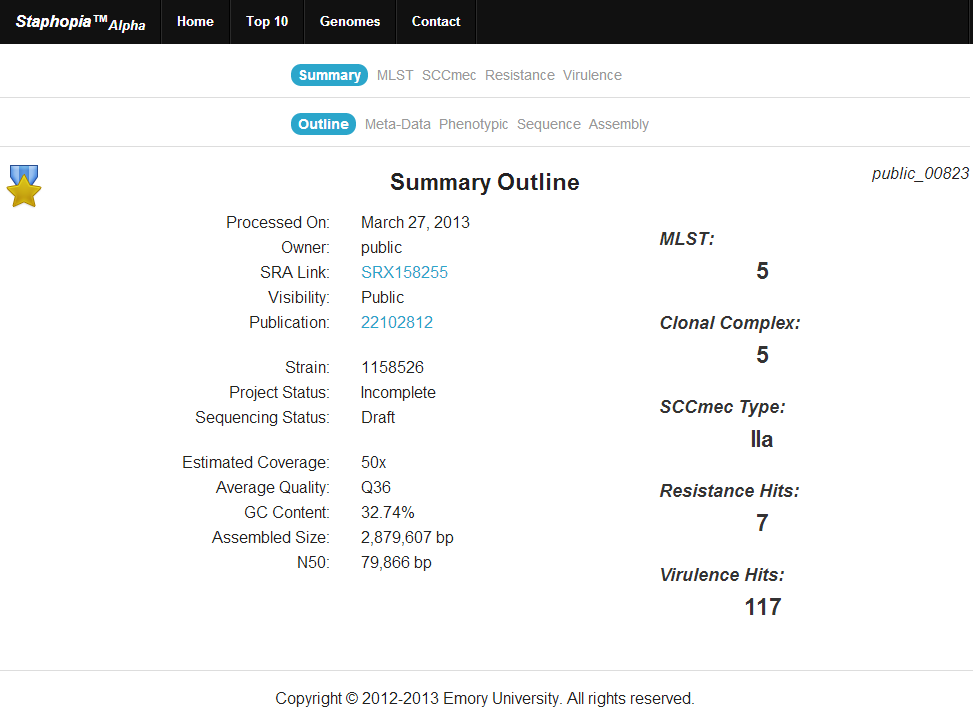 Staphopia™Alpha Home Top 10 Genomes Contact
Summary MLST SCCmec Resistance Virulence
Outline Meta-Data Phenotypic Sequence Assembly
public_00823
Summary Outline
Processed On: March 27, 2013
Owner: public
SRA Link: SRX158255
Visibility: Public
Publication: 22102812
Strain: 1158526
Project Status: Incomplete
Sequencing Status: Draft
Estimated Coverage: 50x
Average Quality: Q36
GC Content: 32.74%
Assembled Size: 2,879,607 bp
N50: 79,866 bp
MLST:
5
Clonal Complex:
5
SCCmec Type:
IIa
Resistance Hits:
7
Virulence Hits:
117
Copyright © 2012-2013 Emory University. All rights reserved.